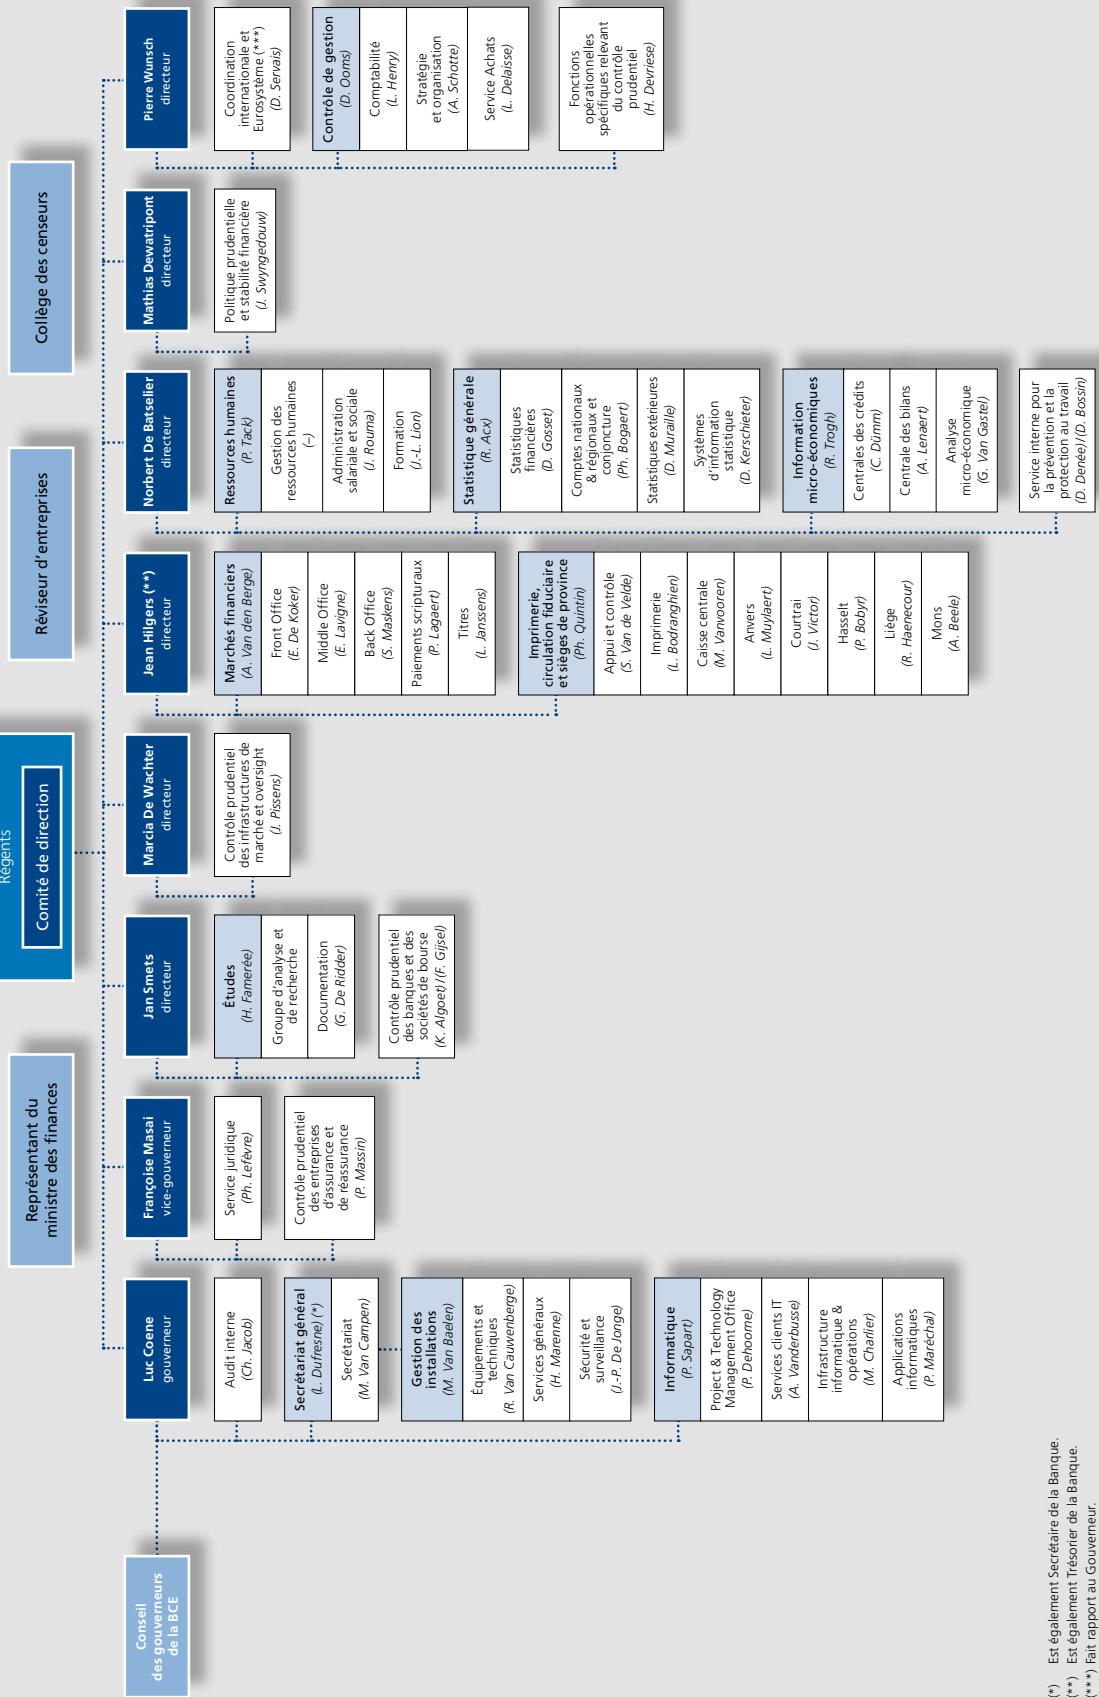 Régents
Comité de direction
Représentant du
ministre des finances
Réviseur d'entreprises
Collège des censeurs
Conseil
des gouverneurs
de la BCE
Luc Coene
gouverneur
Audit interne
(Ch. Jacob)
Secrétariat général
(L. Dufresne) (*)
Secrétariat
(M. Van Campen)
Gestion des
installations
(M. Van Baelen)
Équipements et
techniques
(R. Van Cauwenberge)
Services généraux
(H. Marenne)
Sécurité et
surveillance
(J.-P. De Jonge)
Informatique
(P. Sapart)
Project & Technology
Management Office
(P. Dehoorne)
Services clients IT
(A. Vanderbusse)
Infrastructure
informatique &
opérations
(M. Charlier)
Applications
informatiques
(P. Maréchal)
Françoise Masai
vice-gouverneur
Service juridique
(Ph. Lefèvre)
Contrôle prudentiel
des entreprises
d'assurance et
de réassurance
(P. Massin)
Jan Smets
directeur
Études
(H. Famerée)
Groupe d'analyse et
de recherche
Documentation
(G. De Ridder)
Contrôle prudentiel
des banques et des
sociétés de bourse
(K. Algoet) / (F. Gijsel)
Marcia De Wachter
directeur
Contrôle prudentiel
des infrastructures de
marché et oversight
(J. Pissens)
Jean Hilgers (**)
directeur
Marchés financiers
(A. Van den Berge)
Front Office
(E. De Koker)
Middle Office
(E. Lavigne)
Back Office
(S. Maskens)
Paiements scripturaux
(P. Lagaert)
Titres
(L. Janssens)
Imprimerie,
circulation fiduciaire
et sièges de province
(Ph. Quintin)
Appui et contrôle
(S. Van de Velde)
Imprimerie
(L. Bodranghien)
Caisse centrale
(M. Vanvooren)
Anvers
(L. Muylaert)
Courtrai
(J. Victor)
Hasselt
(P. Bobyr)
Liège
(R. Haenecour)
Mons
(A. Beele)
Norbert De Batselier
directeur
Ressources humaines
(P. Tack)
Gestion des
ressources humaines
(–)
Administration
salariale et sociale
(J. Rouma)
Formation
(J.-L. Lion)
Statistique générale
(R. Acx)
Statistiques
financières
(D. Gosset)
Comptes nationaux
& régionaux et
conjoncture
(Ph. Bogaert)
Statistiques extérieures
(D. Muraille)
Systèmes
d'information
statistique
(D. Kerschieter)
Information
micro-économiques
(R. Trogh)
Centrales des crédits
(C. Dümm)
Centrale des bilans
(A. Lenaert)
Analyse
micro-économique
(G. Van Gastel)
Service interne pour
la prévention et la
protection au travail
(D. Denée) / (D. Bossin)
Mathias Dewatripont
directeur
Politique prudentielle
et stabilité financière
(J. Swyngedouw)
Pierre Wunsch
directeur
Coordination
internationale et
Eurosystème (***)
(D. Servais)
Contrôle de gestion
(D. Ooms)
Comptabilité
(L. Henry)
Stratégie
et organisation
(A. Schotte)
Service Achats
(L. Delaisse)
Fonctions
opérationnelles
spécifiques relevant
du contrôle
prudentiel
(H. Devriese)
(*) Est également Secrétaire de la Banque.
(**) Est également Trésorier de la Banque.
(***) Fait rapport au Gouverneur.